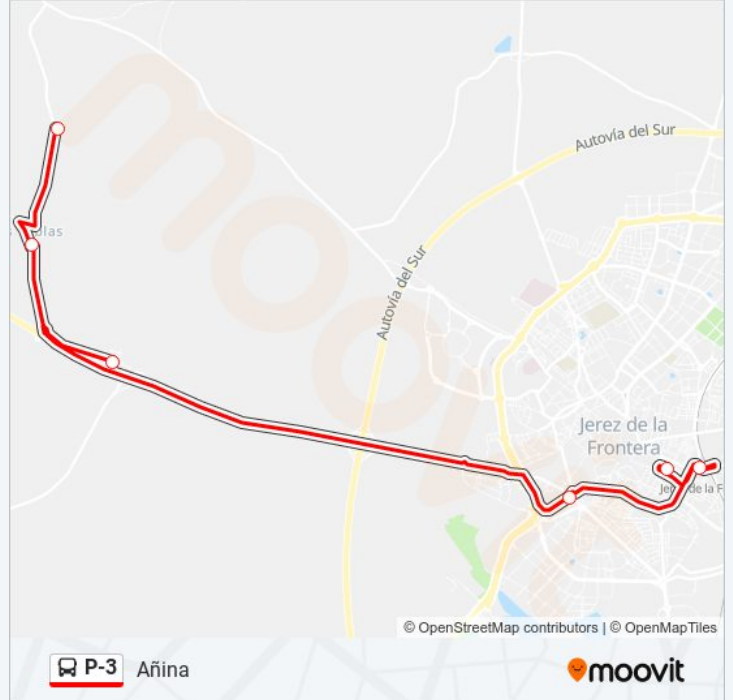 Autovía del Sur
Autovía del Sur
Jerez de la
Frontera
© OpenStreetMap contributors | © OpenMapTiles
P-3 Añina
moovit